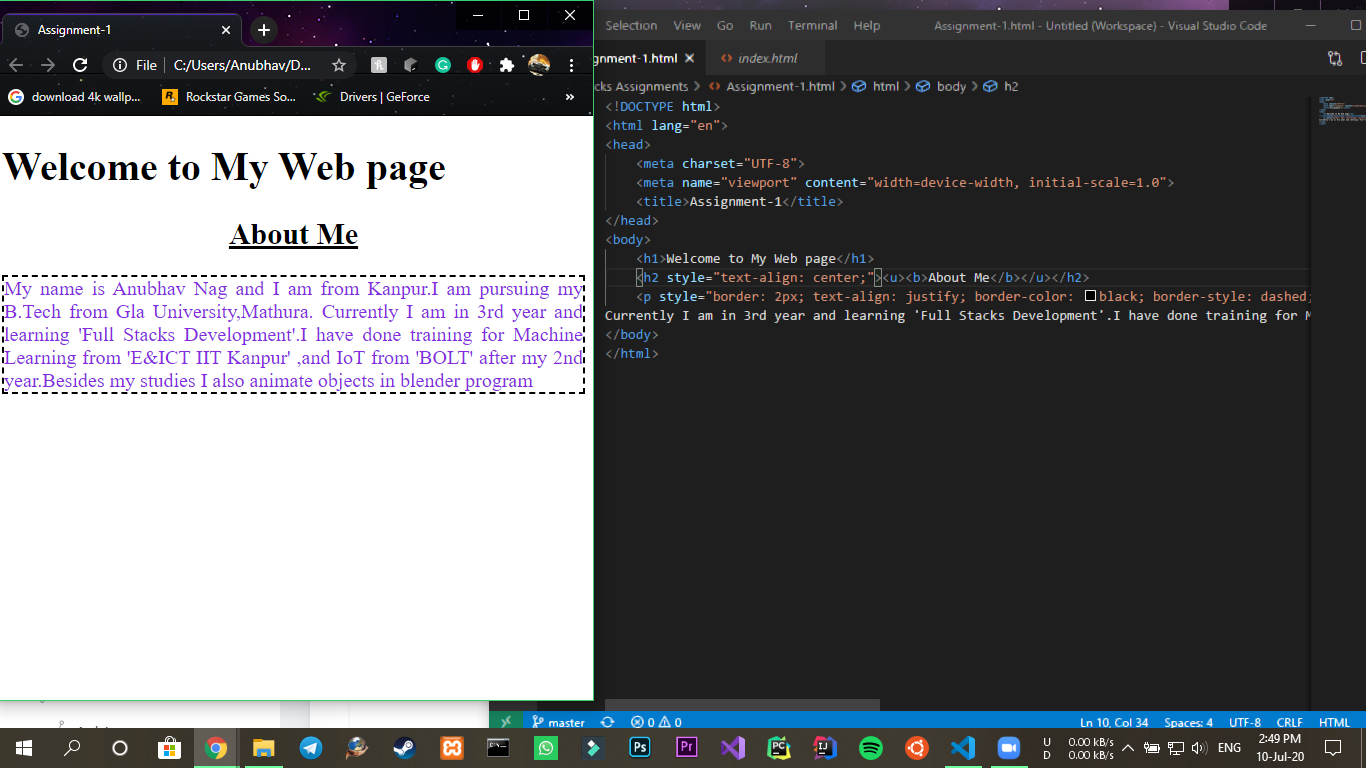 Assignment-1
File | C:/Users/Anubhav/D...
download 4k wallp...
Rockstar Games So...
Drivers | GeForce
»
Welcome to My Web page
About Me
My name is Anubhav Nag and I am from Kanpur.I am pursuing my
B.Tech from Gla University,Mathura. Currently I am in 3rd year and
learning 'Full Stacks Development'.I have done training for Machine
Learning from 'E&ICT IIT Kanpur' ,and IoT from 'BOLT' after my 2nd
year.Besides my studies I also animate objects in blender program
Selection View Go Run Terminal Help Assignment-1.html - Untitled (Workspace) - Visual Studio Code
gnment-1.html index.html
cks Assignments > Assignment-1.html > html > body > h2
<!DOCTYPE html>
<html lang="en">
<head>
<meta charset="UTF-8">
<meta name="viewport" content="width=device-width, initial-scale=1.0">
<title>Assignment-1</title>
</head>
<body>
<h1>Welcome to My Web page</h1>
<h2 style="text-align: center;"><u><b>About Me</b></u></h2>
<p style="border: 2px; text-align: justify; border-color: black; border-style: dashed;
Currently I am in 3rd year and learning 'Full Stacks Development'.I have done training for M
</body>
</html>
master 0 0 Ln 10, Col 34 Spaces: 4 UTF-8 CRLF HTML
Ps Pr PC IJ
U 0.00 kB/s
D 0.00 kB/s
ENG
2:49 PM
10-Jul-20